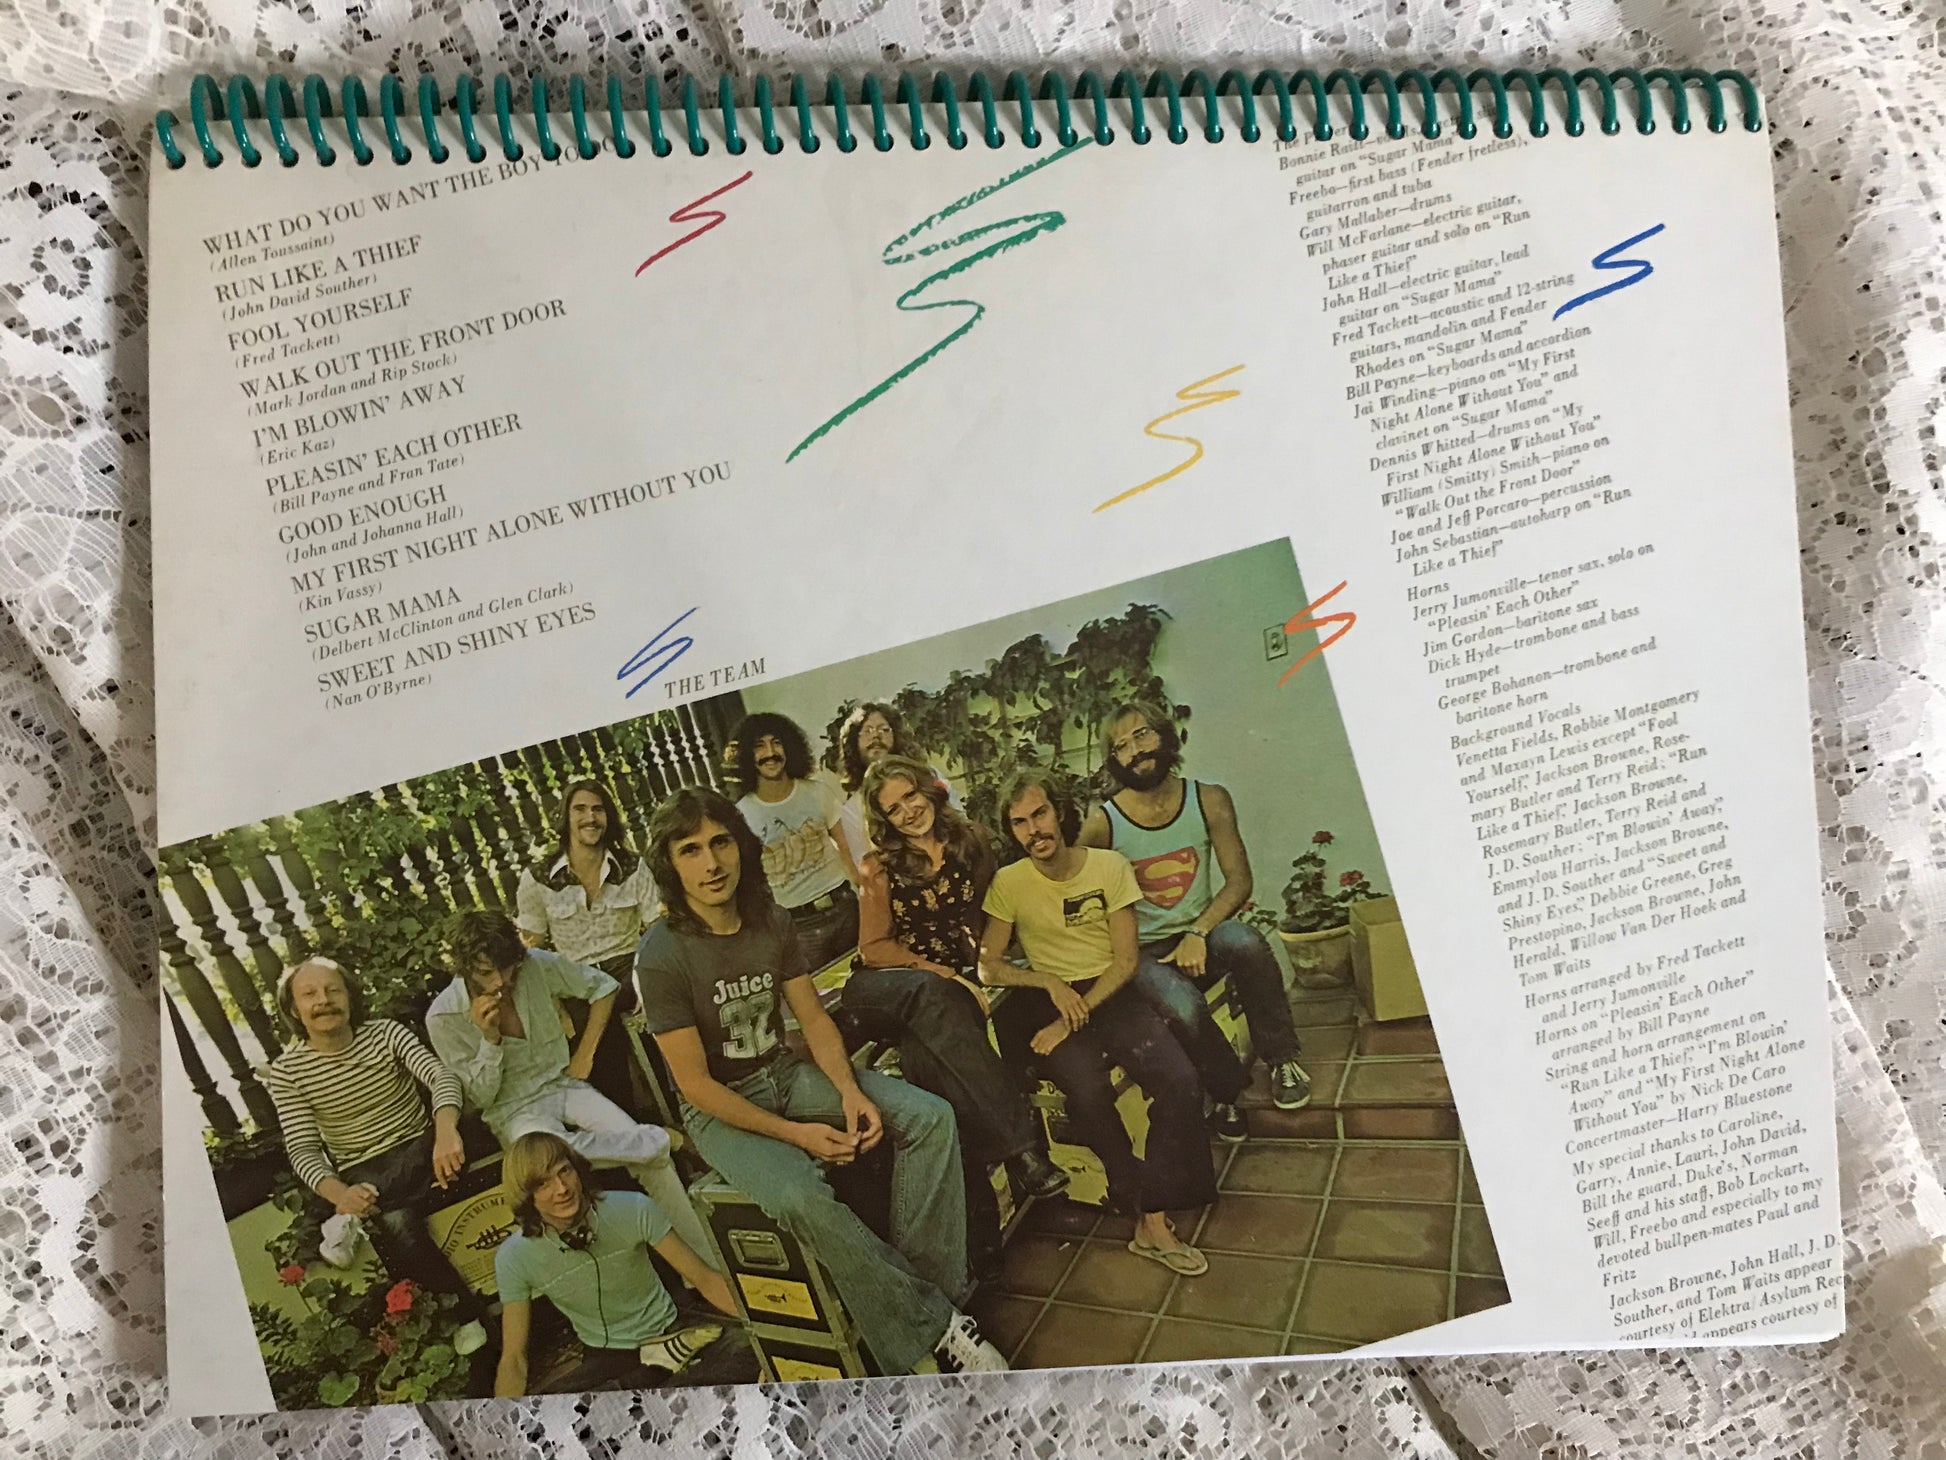 WHAT DO YOU WANT THE BOY TO DO
(Allen Toussaint)
RUN LIKE A THIEF
(John David Souther)
FOOL YOURSELF
(Fred Tackett)
WALK OUT THE FRONT DOOR
(Mark Jordan and Rip Stock)
I'M BLOWIN' AWAY
(Eric Kaz)
PLEASIN' EACH OTHER
(Bill Payne and Fran Tate)
GOOD ENOUGH
(John and Johanna Hall)
MY FIRST NIGHT ALONE WITHOUT YOU
(Kin Vassy)
SUGAR MAMA
(Delbert McClinton and Glen Clark)
SWEET AND SHINY EYES
(Nan O'Byrne)
THE TEAM
Juice
32
Bonnie Raitt—vocals,
guitar on “Sugar Mama”
Freebo—first bass (Fender fretless),
guitarron and tuba
Gary Mallaber—drums
Will McFarlane—electric guitar,
phaser guitar and solo on “Run
Like a Thief”
John Hall—electric guitar, lead
guitar on “Sugar Mama”
Fred Tackett—acoustic and 12-string
guitars, mandolin and Fender
Rhodes on “Sugar Mama”
Bill Payne—keyboards and accordion
Jai Winding—piano on “My First
Night Alone Without You” and
clavinet on “Sugar Mama”
Dennis Whitted—drums on “My
First Night Alone Without You”
William (Smitty) Smith—piano on
“Walk Out the Front Door”
Joe and Jeff Porcaro—percussion
John Sebastian—autoharp on “Run
Like a Thief”
Horns
Jerry Jumonville—tenor sax, solo on
“Pleasin' Each Other”
Jim Gordon—baritone sax
Dick Hyde—trombone and bass
trumpet
George Bohanon—trombone and
baritone horn
Background Vocals
Venetta Fields, Robbie Montgomery
and Maxayn Lewis except “Fool
Yourself,” Jackson Browne, Rose-
mary Butler and Terry Reid; “Run
Like a Thief,” Jackson Browne,
Rosemary Butler, Terry Reid and
J. D. Souther; “I'm Blowin' Away,”
Emmylou Harris, Jackson Browne,
and J. D. Souther and “Sweet and
Shiny Eyes,” Debbie Greene, Greg
Prestopino, Jackson Browne, John
Herald, Willow Van Der Hoek and
Tom Waits
Horns arranged by Fred Tackett
and Jerry Jumonville
Horns on “Pleasin' Each Other”
arranged by Bill Payne
String and horn arrangement on
“Run Like a Thief,” “I'm Blowin'
Away” and “My First Night Alone
Without You” by Nick De Caro
Concertmaster—Harry Bluestone
My special thanks to Caroline,
Garry, Annie, Lauri, John David,
Bill the guard, Duke's, Norman
Seeff and his staff, Bob Lockart,
Will, Freebo and especially to my
devoted bullpen-mates Paul and
Fritz
Jackson Browne, John Hall, J. D.
Souther, and Tom Waits appear
courtesy of Elektra/Asylum Rec
appears courtesy of